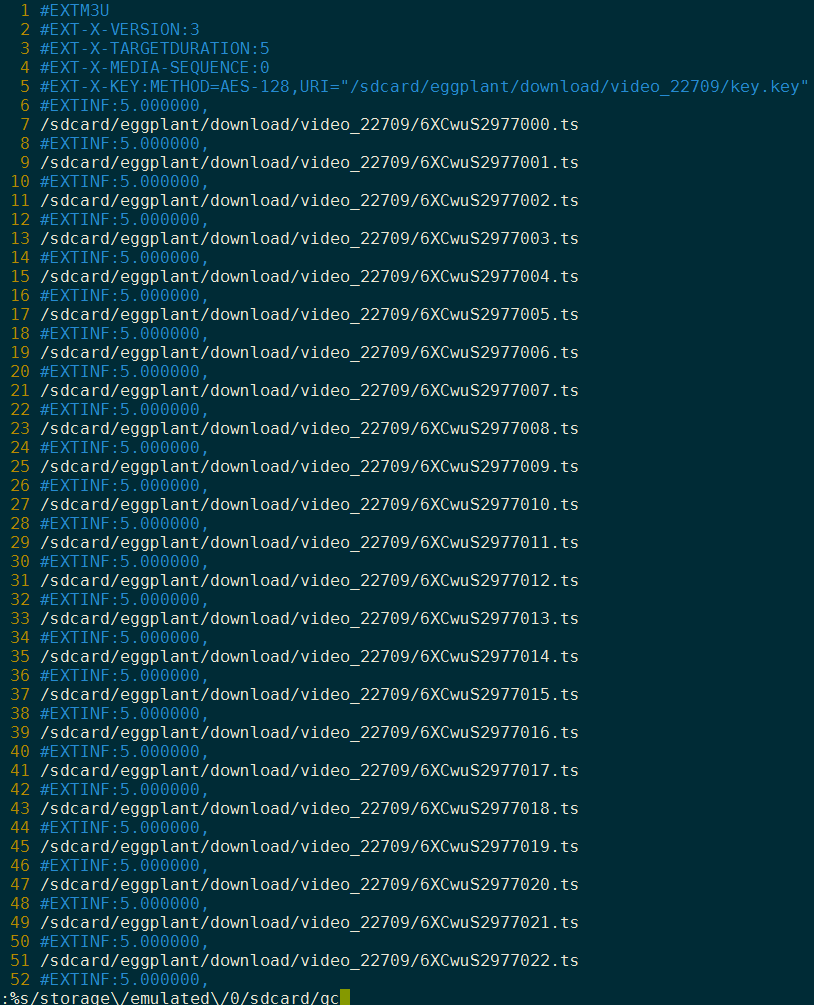 1 #EXTM3U
2 #EXT-X-VERSION:3
3 #EXT-X-TARGETDURATION:5
4 #EXT-X-MEDIA-SEQUENCE:0
5 #EXT-X-KEY:METHOD=AES-128,URI="/sdcard/eggplant/download/video_22709/key.key"
6 #EXTINF:5.000000,
7 /sdcard/eggplant/download/video_22709/6XCwuS2977000.ts
8 #EXTINF:5.000000,
9 /sdcard/eggplant/download/video_22709/6XCwuS2977001.ts
10 #EXTINF:5.000000,
11 /sdcard/eggplant/download/video_22709/6XCwuS2977002.ts
12 #EXTINF:5.000000,
13 /sdcard/eggplant/download/video_22709/6XCwuS2977003.ts
14 #EXTINF:5.000000,
15 /sdcard/eggplant/download/video_22709/6XCwuS2977004.ts
16 #EXTINF:5.000000,
17 /sdcard/eggplant/download/video_22709/6XCwuS2977005.ts
18 #EXTINF:5.000000,
19 /sdcard/eggplant/download/video_22709/6XCwuS2977006.ts
20 #EXTINF:5.000000,
21 /sdcard/eggplant/download/video_22709/6XCwuS2977007.ts
22 #EXTINF:5.000000,
23 /sdcard/eggplant/download/video_22709/6XCwuS2977008.ts
24 #EXTINF:5.000000,
25 /sdcard/eggplant/download/video_22709/6XCwuS2977009.ts
26 #EXTINF:5.000000,
27 /sdcard/eggplant/download/video_22709/6XCwuS2977010.ts
28 #EXTINF:5.000000,
29 /sdcard/eggplant/download/video_22709/6XCwuS2977011.ts
30 #EXTINF:5.000000,
31 /sdcard/eggplant/download/video_22709/6XCwuS2977012.ts
32 #EXTINF:5.000000,
33 /sdcard/eggplant/download/video_22709/6XCwuS2977013.ts
34 #EXTINF:5.000000,
35 /sdcard/eggplant/download/video_22709/6XCwuS2977014.ts
36 #EXTINF:5.000000,
37 /sdcard/eggplant/download/video_22709/6XCwuS2977015.ts
38 #EXTINF:5.000000,
39 /sdcard/eggplant/download/video_22709/6XCwuS2977016.ts
40 #EXTINF:5.000000,
41 /sdcard/eggplant/download/video_22709/6XCwuS2977017.ts
42 #EXTINF:5.000000,
43 /sdcard/eggplant/download/video_22709/6XCwuS2977018.ts
44 #EXTINF:5.000000,
45 /sdcard/eggplant/download/video_22709/6XCwuS2977019.ts
46 #EXTINF:5.000000,
47 /sdcard/eggplant/download/video_22709/6XCwuS2977020.ts
48 #EXTINF:5.000000,
49 /sdcard/eggplant/download/video_22709/6XCwuS2977021.ts
50 #EXTINF:5.000000,
51 /sdcard/eggplant/download/video_22709/6XCwuS2977022.ts
52 #EXTINF:5.000000,
:%s/storage\/emulated\/0/sdcard/gc